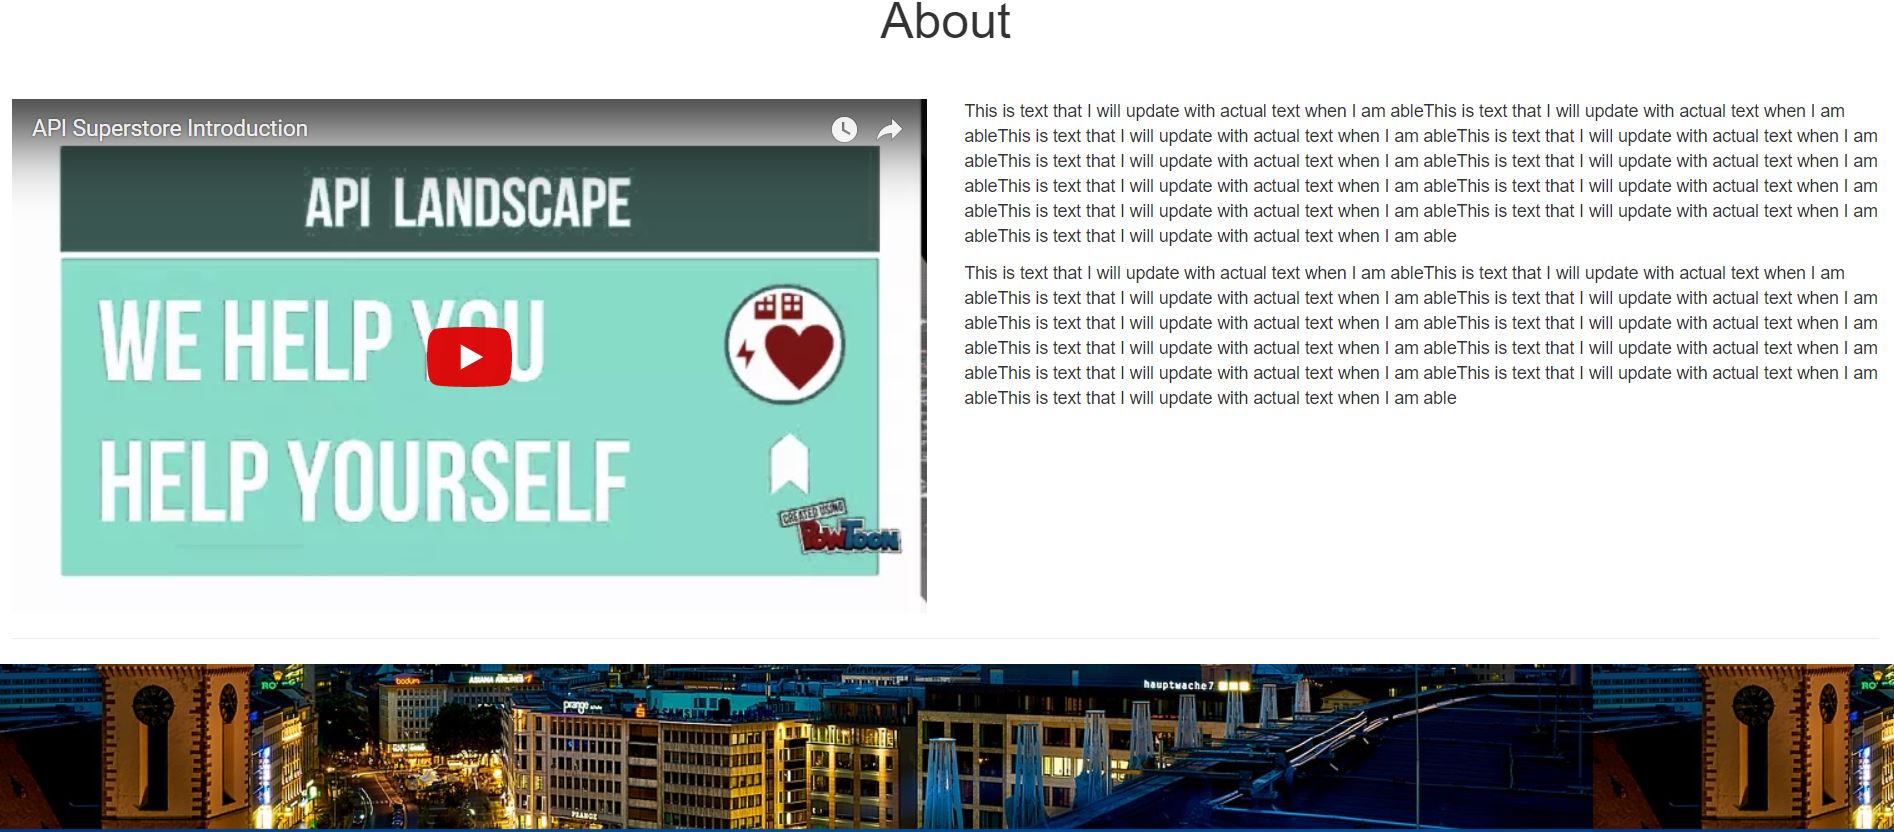 About
API Superstore Introduction
API LANDSCAPE
WE HELP YOU
HELP YOURSELF
CREATED USING
POWTOON
This is text that I will update with actual text when I am ableThis is text that I will update with actual text when I am
ableThis is text that I will update with actual text when I am ableThis is text that I will update with actual text when I am
ableThis is text that I will update with actual text when I am ableThis is text that I will update with actual text when I am
ableThis is text that I will update with actual text when I am ableThis is text that I will update with actual text when I am
ableThis is text that I will update with actual text when I am ableThis is text that I will update with actual text when I am
ableThis is text that I will update with actual text when I am able
This is text that I will update with actual text when I am ableThis is text that I will update with actual text when I am
ableThis is text that I will update with actual text when I am ableThis is text that I will update with actual text when I am
ableThis is text that I will update with actual text when I am ableThis is text that I will update with actual text when I am
ableThis is text that I will update with actual text when I am ableThis is text that I will update with actual text when I am
ableThis is text that I will update with actual text when I am ableThis is text that I will update with actual text when I am
ableThis is text that I will update with actual text when I am able
RO
bodum
ASIANA AIRLINES
hauptwache7
RO
prange
SAMS
PRANGE